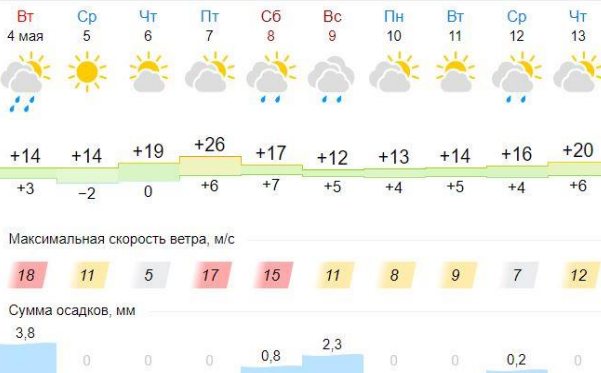 Вт Ср Чт Пт Сб Вс Пн Вт Ср Чт
4 мая 5 6 7 8 9 10 11 12 13
+14 +14 +19 +26 +17 +12 +13 +14 +16 +20
+3 −2 0 +6 +7 +5 +4 +5 +4 +6
Максимальная скорость ветра, м/с
18 11 5 17 15 11 8 9 7 12
Сумма осадков, мм
3,8 0 0 0 0,8 2,3 0 0 0,2 0